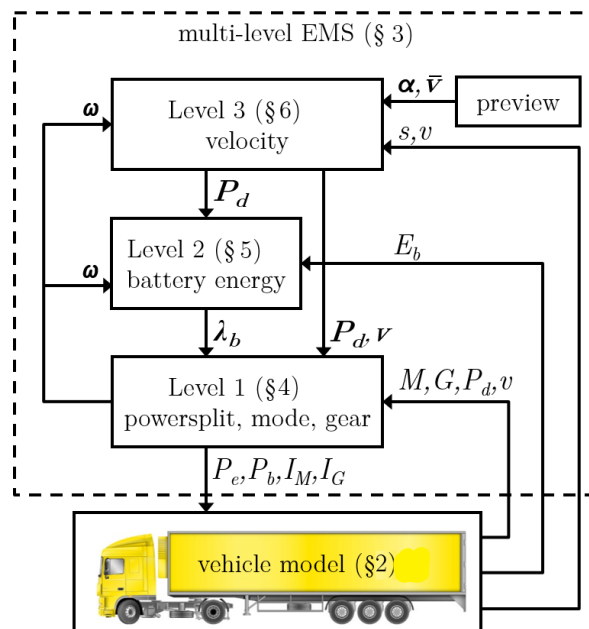 multi-level EMS (§ 3)
Level 3 (§ 6)
velocity
preview
α, v̄
s,v
ω
P_d
Level 2 (§ 5)
battery energy
E_b
ω
λ_b
P_d, v
Level 1 (§4)
powersplit, mode, gear
M,G,P_d,v
P_e,P_b,I_M,I_G
vehicle model (§2)